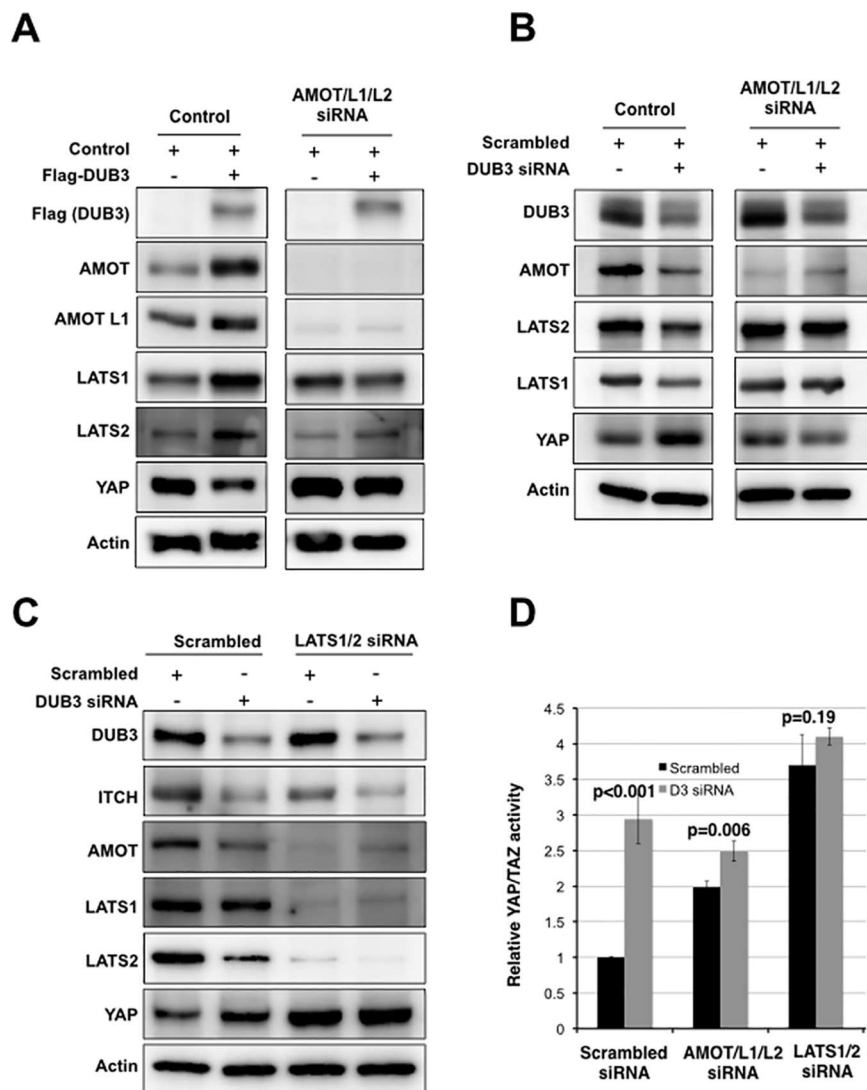 A
Control
AMOT/L1/L2
siRNA
Control + + + +
Flag-DUB3 - + - +
Flag (DUB3)
AMOT
AMOT L1
LATS1
LATS2
YAP
Actin
B
Control
AMOT/L1/L2
siRNA
Scrambled + + + +
DUB3 siRNA - + - +
DUB3
AMOT
LATS2
LATS1
YAP
Actin
C
Scrambled LATS1/2 siRNA
Scrambled + - + -
DUB3 siRNA - + - +
DUB3
ITCH
AMOT
LATS1
LATS2
YAP
Actin
D
Relative YAP/TAZ activity
4.5
4
3.5
3
2.5
2
1.5
1
0.5
0
p=0.19
Scrambled
p<0.001
D3 siRNA
p=0.006
Scrambled
siRNA
AMOT/L1/L2
siRNA
LATS1/2
siRNA